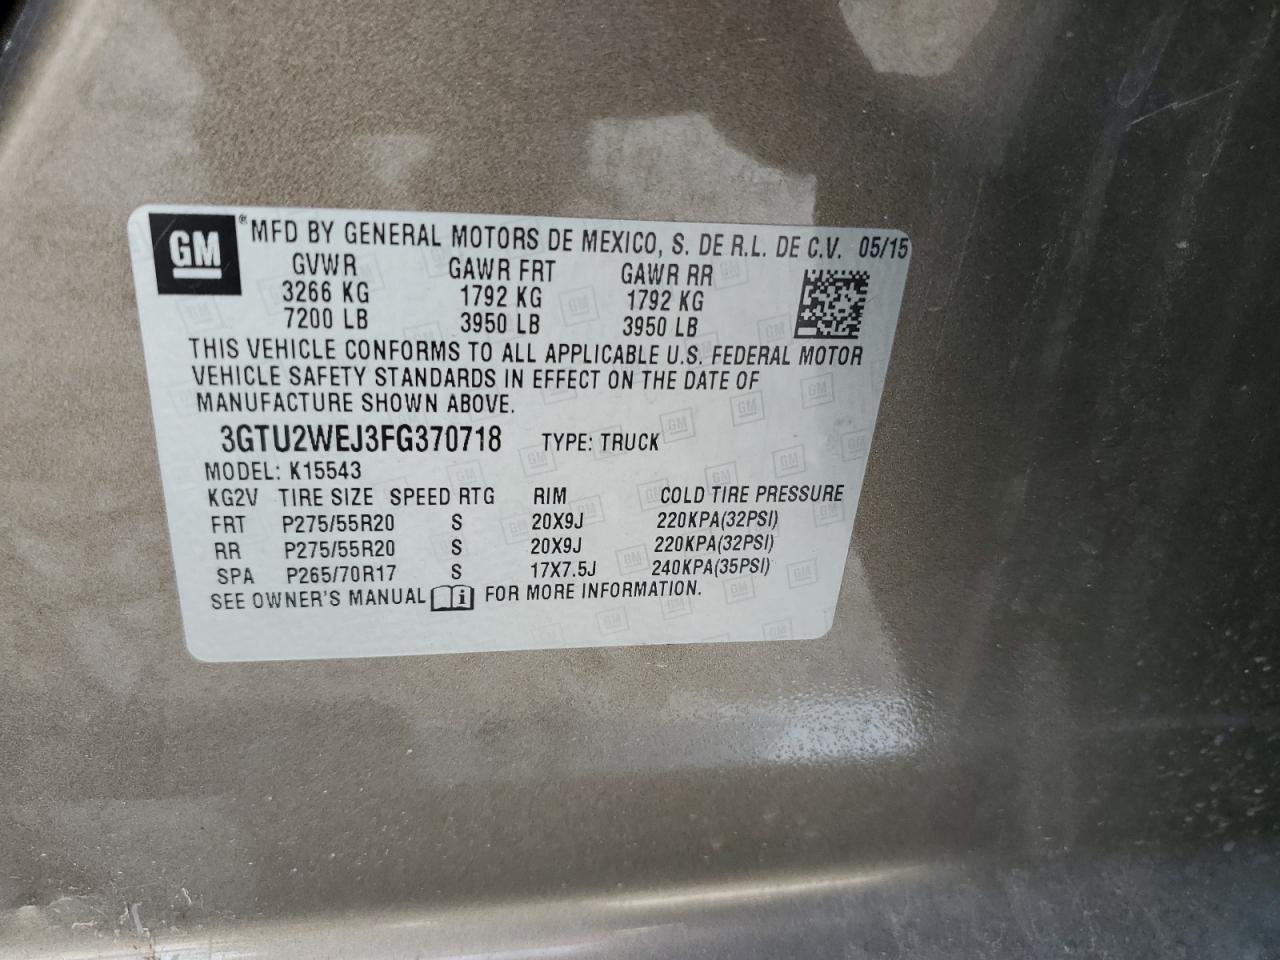 GM ® MFD BY GENERAL MOTORS DE MEXICO, S. DE R.L. DE C.V. 05/15
GVWR GAWR FRT GAWR RR
3266 KG 1792 KG 1792 KG
7200 LB 3950 LB 3950 LB
THIS VEHICLE CONFORMS TO ALL APPLICABLE U.S. FEDERAL MOTOR
VEHICLE SAFETY STANDARDS IN EFFECT ON THE DATE OF
MANUFACTURE SHOWN ABOVE.
3GTU2WEJ3FG370718 TYPE: TRUCK
MODEL: K15543
KG2V TIRE SIZE SPEED RTG RIM COLD TIRE PRESSURE
FRT P275/55R20 S 20X9J 220KPA(32PSI)
RR P275/55R20 S 20X9J 220KPA(32PSI)
SPA P265/70R17 S 17X7.5J 240KPA(35PSI)
SEE OWNER'S MANUAL i FOR MORE INFORMATION.